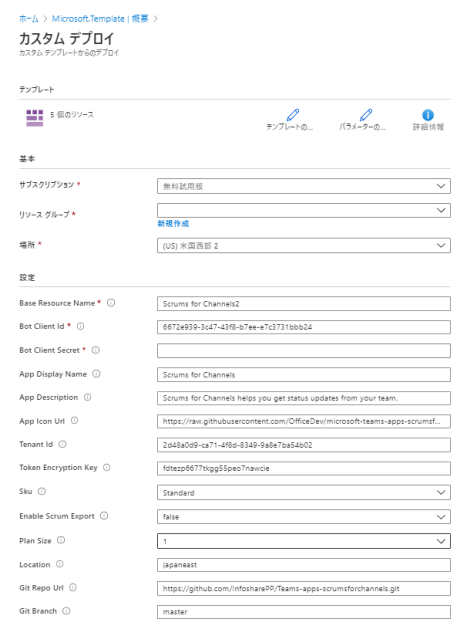 ホーム > Microsoft.Template | 概要 >
カスタム デプロイ
カスタム テンプレートからのデプロイ
テンプレート
5 個のリソース
テンプレートの...
パラメーターの...
詳細情報
基本
サブスクリプション *
無料試用版
リソース グループ *
新規作成
場所 *
(US) 米国西部 2
設定
Base Resource Name *
Scrums for Channels2
Bot Client Id *
6672e939-3c47-43f8-b7ee-e7c3731bbb24
Bot Client Secret *
App Display Name
Scrums for Channels
App Description
Scrums for Channels helps you get status updates from your team.
App Icon Url
https://raw.githubusercontent.com/OfficeDev/microsoft-teams-apps-scrumsf...
Tenant Id
2d48a0d9-ca71-4f8d-8349-9a8e7ba54b02
Token Encryption Key
fdtezp6677tkgg55peo7nawcie
Sku
Standard
Enable Scrum Export
false
Plan Size
1
Location
japaneast
Git Repo Url
https://github.com/InfosharePP/Teams-apps-scrumsforchannels.git
Git Branch
master